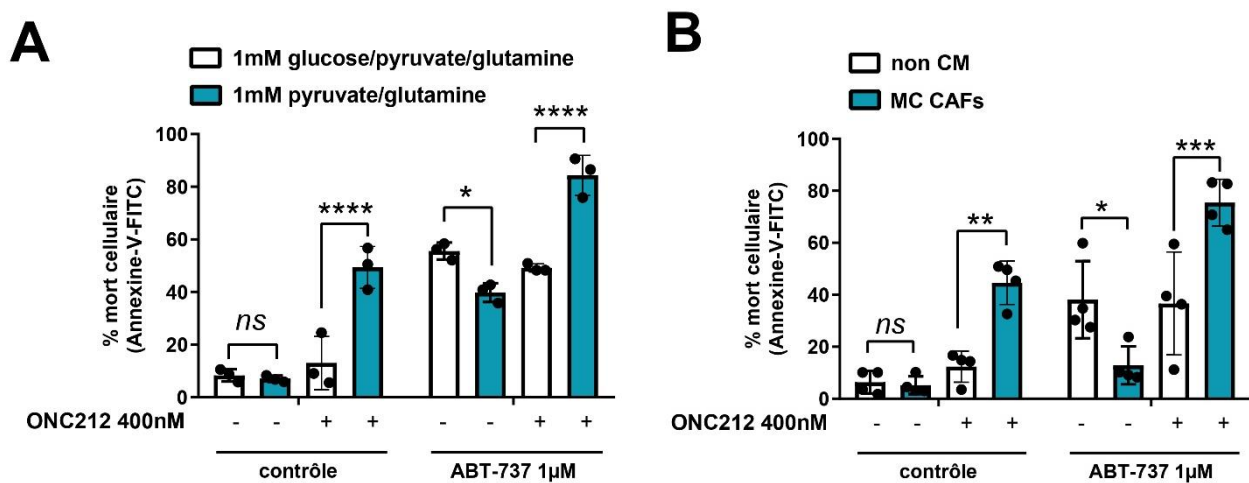 A
1mM glucose/pyruvate/glutamine
1mM pyruvate/glutamine
% mort cellulaire
(Annexine-V-FITC)
100
80
60
40
20
0
ns
****
*
****
ONC212 400nM
- - + + - - + +
contrôle
ABT-737 1µM
B
non CM
MC CAFs
% mort cellulaire
(Annexine-V-FITC)
100
80
60
40
20
0
ns
**
*
***
ONC212 400nM
- - + + - - + +
contrôle
ABT-737 1µM